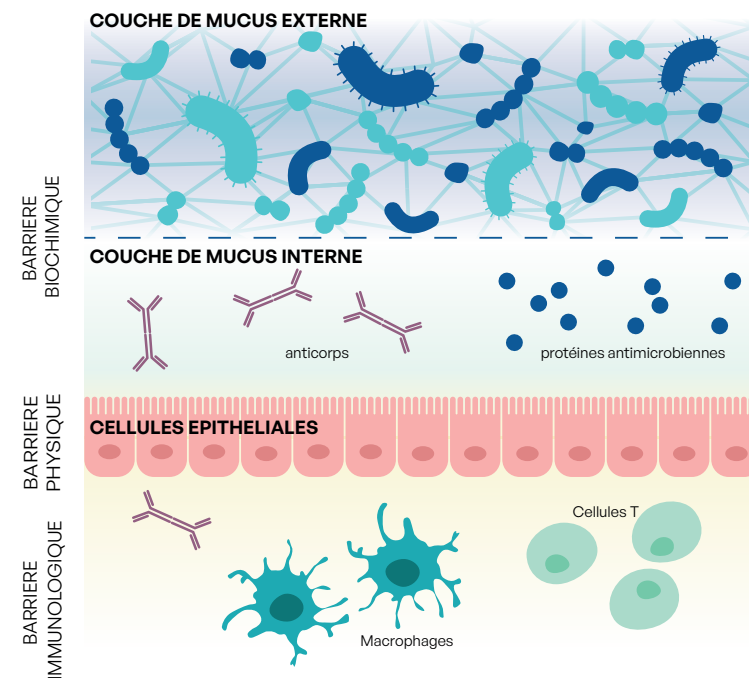 COUCHE DE MUCUS EXTERNE
BARRIERE
BIOCHIMIQUE
COUCHE DE MUCUS INTERNE
anticorps
protéines antimicrobiennes
BARRIERE
PHYSIQUE
CELLULES EPITHELIALES
BARRIERE
IMMUNOLOGIQUE
Cellules T
Macrophages